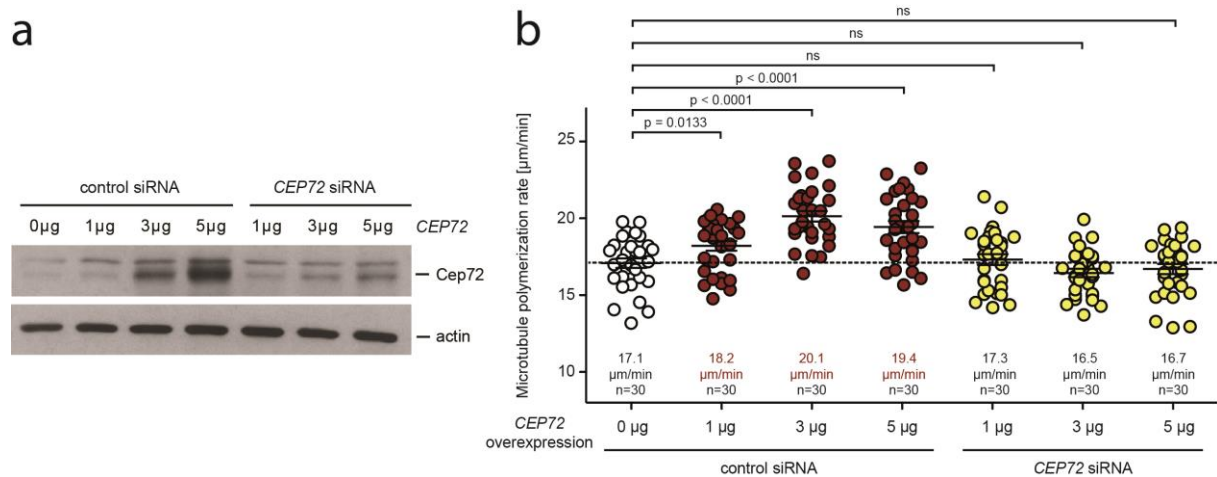 a
control siRNA
CEP72 siRNA
0µg 1µg 3µg 5µg 1µg 3µg 5µg CEP72
Cep72
actin
b
ns
ns
ns
p < 0.0001
p < 0.0001
p = 0.0133
Microtubule polymerization rate [µm/min]
25
20
15
10
17.1 18.2 20.1 19.4 17.3 16.5 16.7
µm/min µm/min µm/min µm/min µm/min µm/min µm/min
n=30 n=30 n=30 n=30 n=30 n=30 n=30
CEP72
overexpression
0 µg 1 µg 3 µg 5 µg 1 µg 3 µg 5 µg
control siRNA
CEP72 siRNA